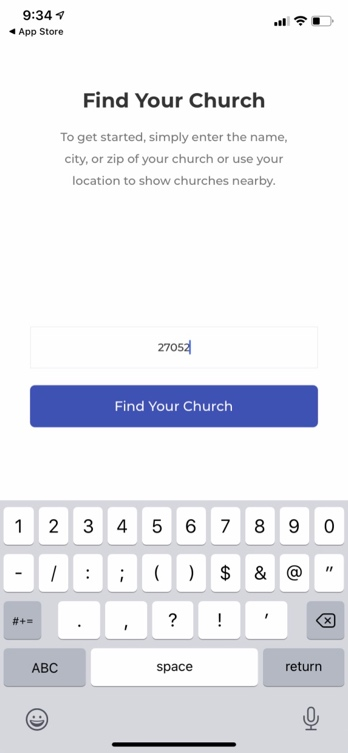 9:34
◀ App Store
Find Your Church
To get started, simply enter the name,
city, or zip of your church or use your
location to show churches nearby.
27052
Find Your Church
1 2 3 4 5 6 7 8 9 0
- / : ; ( ) $ & @ "
#+= . , ? ! '
ABC space return